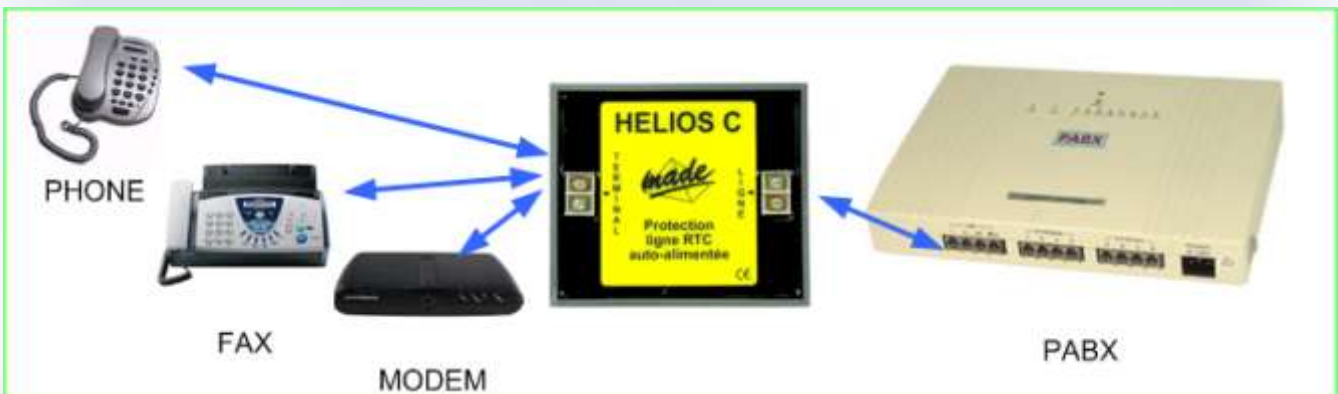 PHONE
FAX
MODEM
HELIOS C
TERMINAL
made
LIGNE
Protection
ligne RTC
auto-alimentée
CE
PABX
PABX